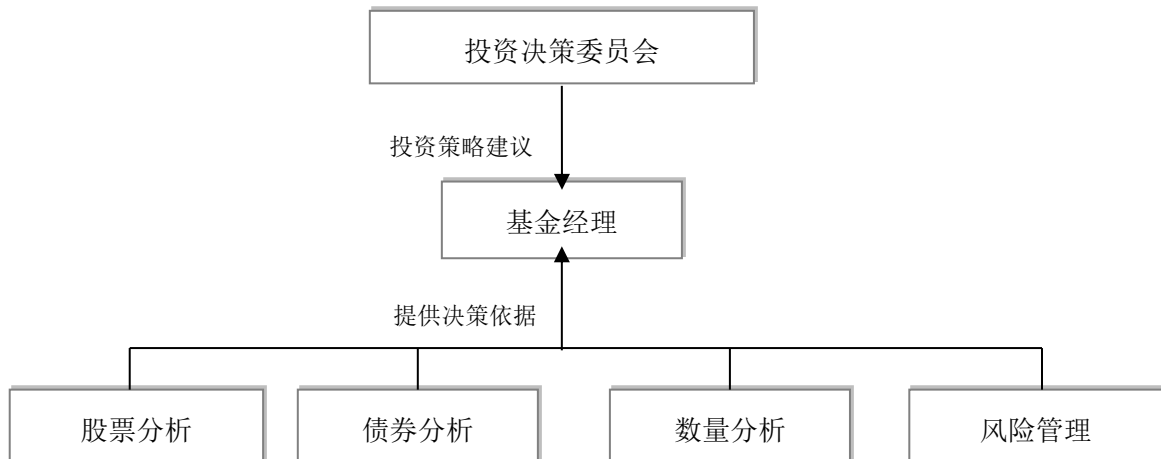 投资决策委员会
投资策略建议
基金经理
提供决策依据
股票分析
债券分析
数量分析
风险管理